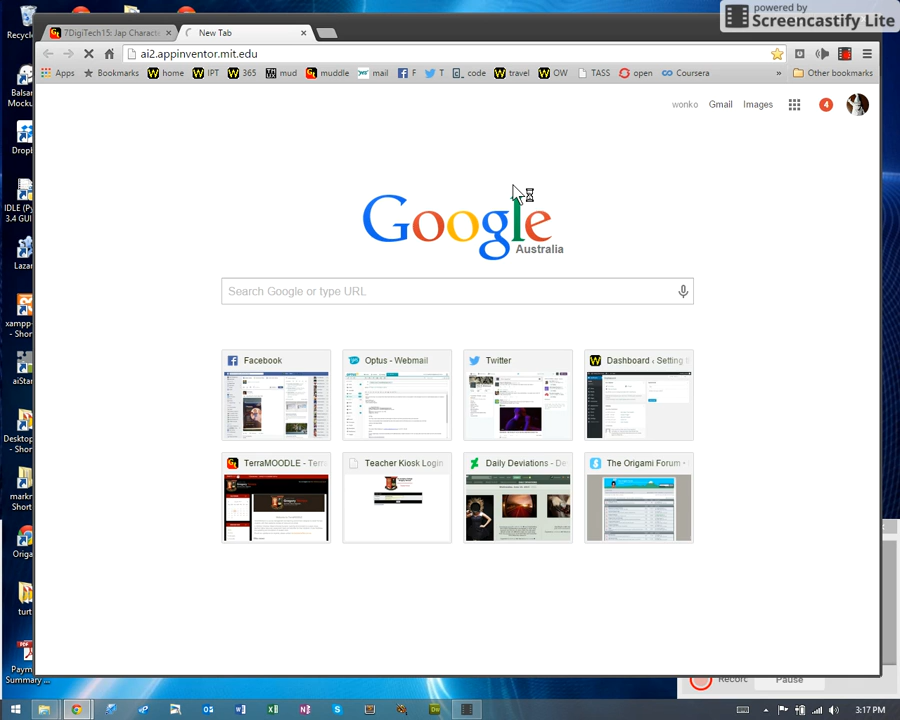 powered by
Screencastify Lite
7DigiTech15: Jap Charact
New Tab
ai2.appinventor.mit.edu
Apps
Bookmarks
home
IPT
365
mud
muddle
mail
F
T
code
travel
OW
TASS
open
Coursera
»
Other bookmarks
wonko
Gmail
Images
4
Google
Australia
Search Google or type URL
Facebook
Optus - Webmail
Twitter
Dashboard ‹ Setting
TerraMOODLE - Terr
Teacher Kiosk Login
Daily Deviations - De
The Origami Forum -
Recyc
Balsar
Mocku
Dropb
IDLE (Py
3.4 GUI
Lazar
xampp-
- Shor
aiStar
Desktop
- Short
markr
Short
Origa
turt
Paym
Summary ...
Record
Pause
3:17 PM